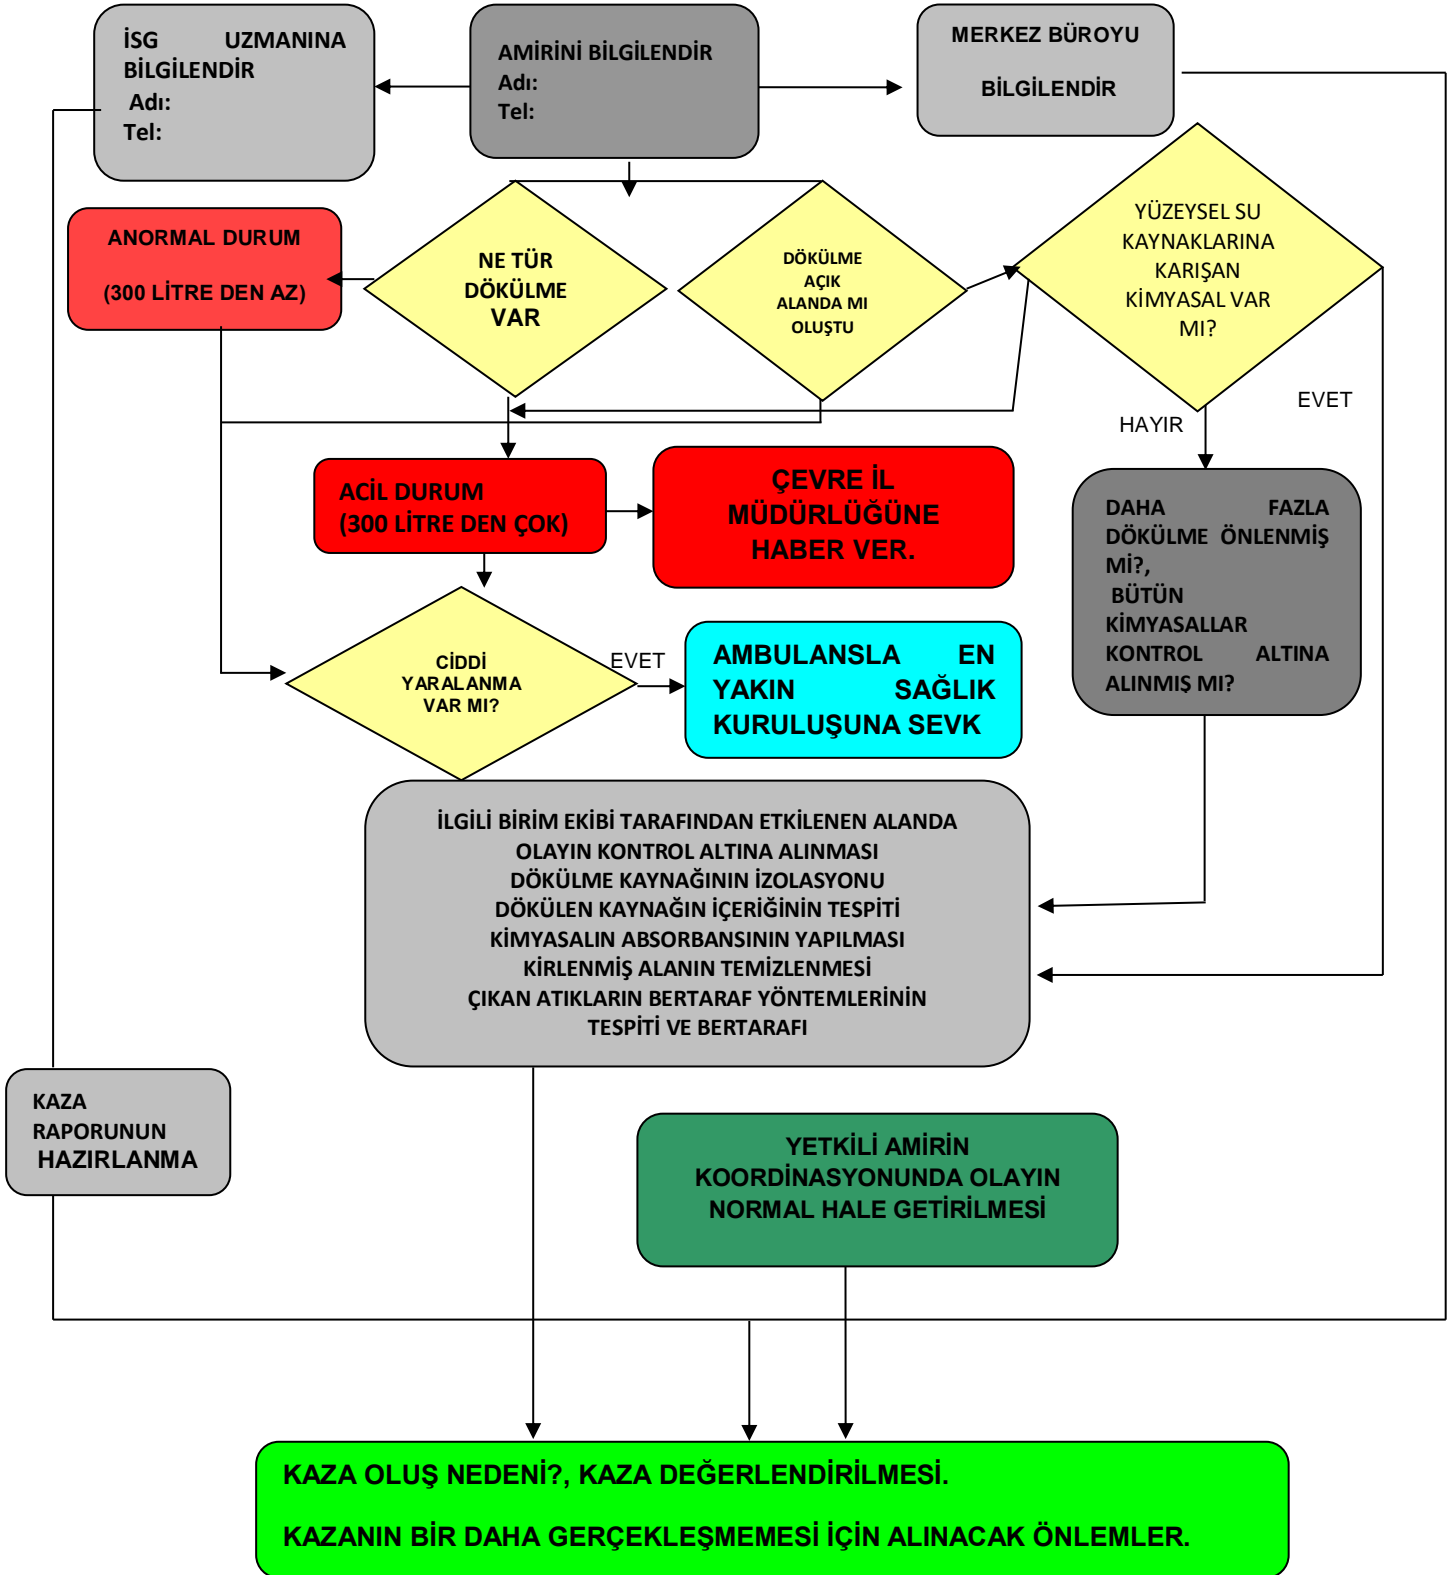 İSG UZMANINA
BİLGİLENDİR
Adı:
Tel:
AMİRİNİ BİLGİLENDİR
Adı:
Tel:
MERKEZ BÜROYU
BİLGİLENDİR
ANORMAL DURUM
(300 LİTRE DEN AZ)
NE TÜR
DÖKÜLME
VAR
DÖKÜLME
AÇIK
ALANDA MI
OLUŞTU
YÜZEYSEL SU
KAYNAKLARINA
KARIŞAN
KİMYASAL VAR
MI?
EVET
HAYIR
ACİL DURUM
(300 LİTRE DEN ÇOK)
ÇEVRE İL
MÜDÜRLÜĞÜNE
HABER VER.
DAHA FAZLA
DÖKÜLME ÖNLENMİŞ
Mİ?,
BÜTÜN
KİMYASALLAR
KONTROL ALTINA
ALINMIŞ MI?
CİDDİ
YARALANMA
VAR MI?
EVET
AMBULANSLA EN
YAKIN SAĞLIK
KURULUŞUNA SEVK
İLGİLİ BİRİM EKİBİ TARAFINDAN ETKİLENEN ALANDA
OLAYIN KONTROL ALTINA ALINMASI
DÖKÜLME KAYNAĞININ İZOLASYONU
DÖKÜLEN KAYNAĞIN İÇERİĞİNİN TESPİTİ
KİMYASALIN ABSORBANSININ YAPILMASI
KİRLENMİŞ ALANIN TEMİZLENMESİ
ÇIKAN ATIKLARIN BERTARAF YÖNTEMLERİNİN
TESPİTİ VE BERTARAFI
KAZA
RAPORUNUN
HAZIRLANMA
YETKİLİ AMİRİN
KOORDİNASYONUNDA OLAYIN
NORMAL HALE GETİRİLMESİ
KAZA OLUŞ NEDENİ?, KAZA DEĞERLENDİRİLMESİ.
KAZANIN BİR DAHA GERÇEKLEŞMEMESİ İÇİN ALINACAK ÖNLEMLER.